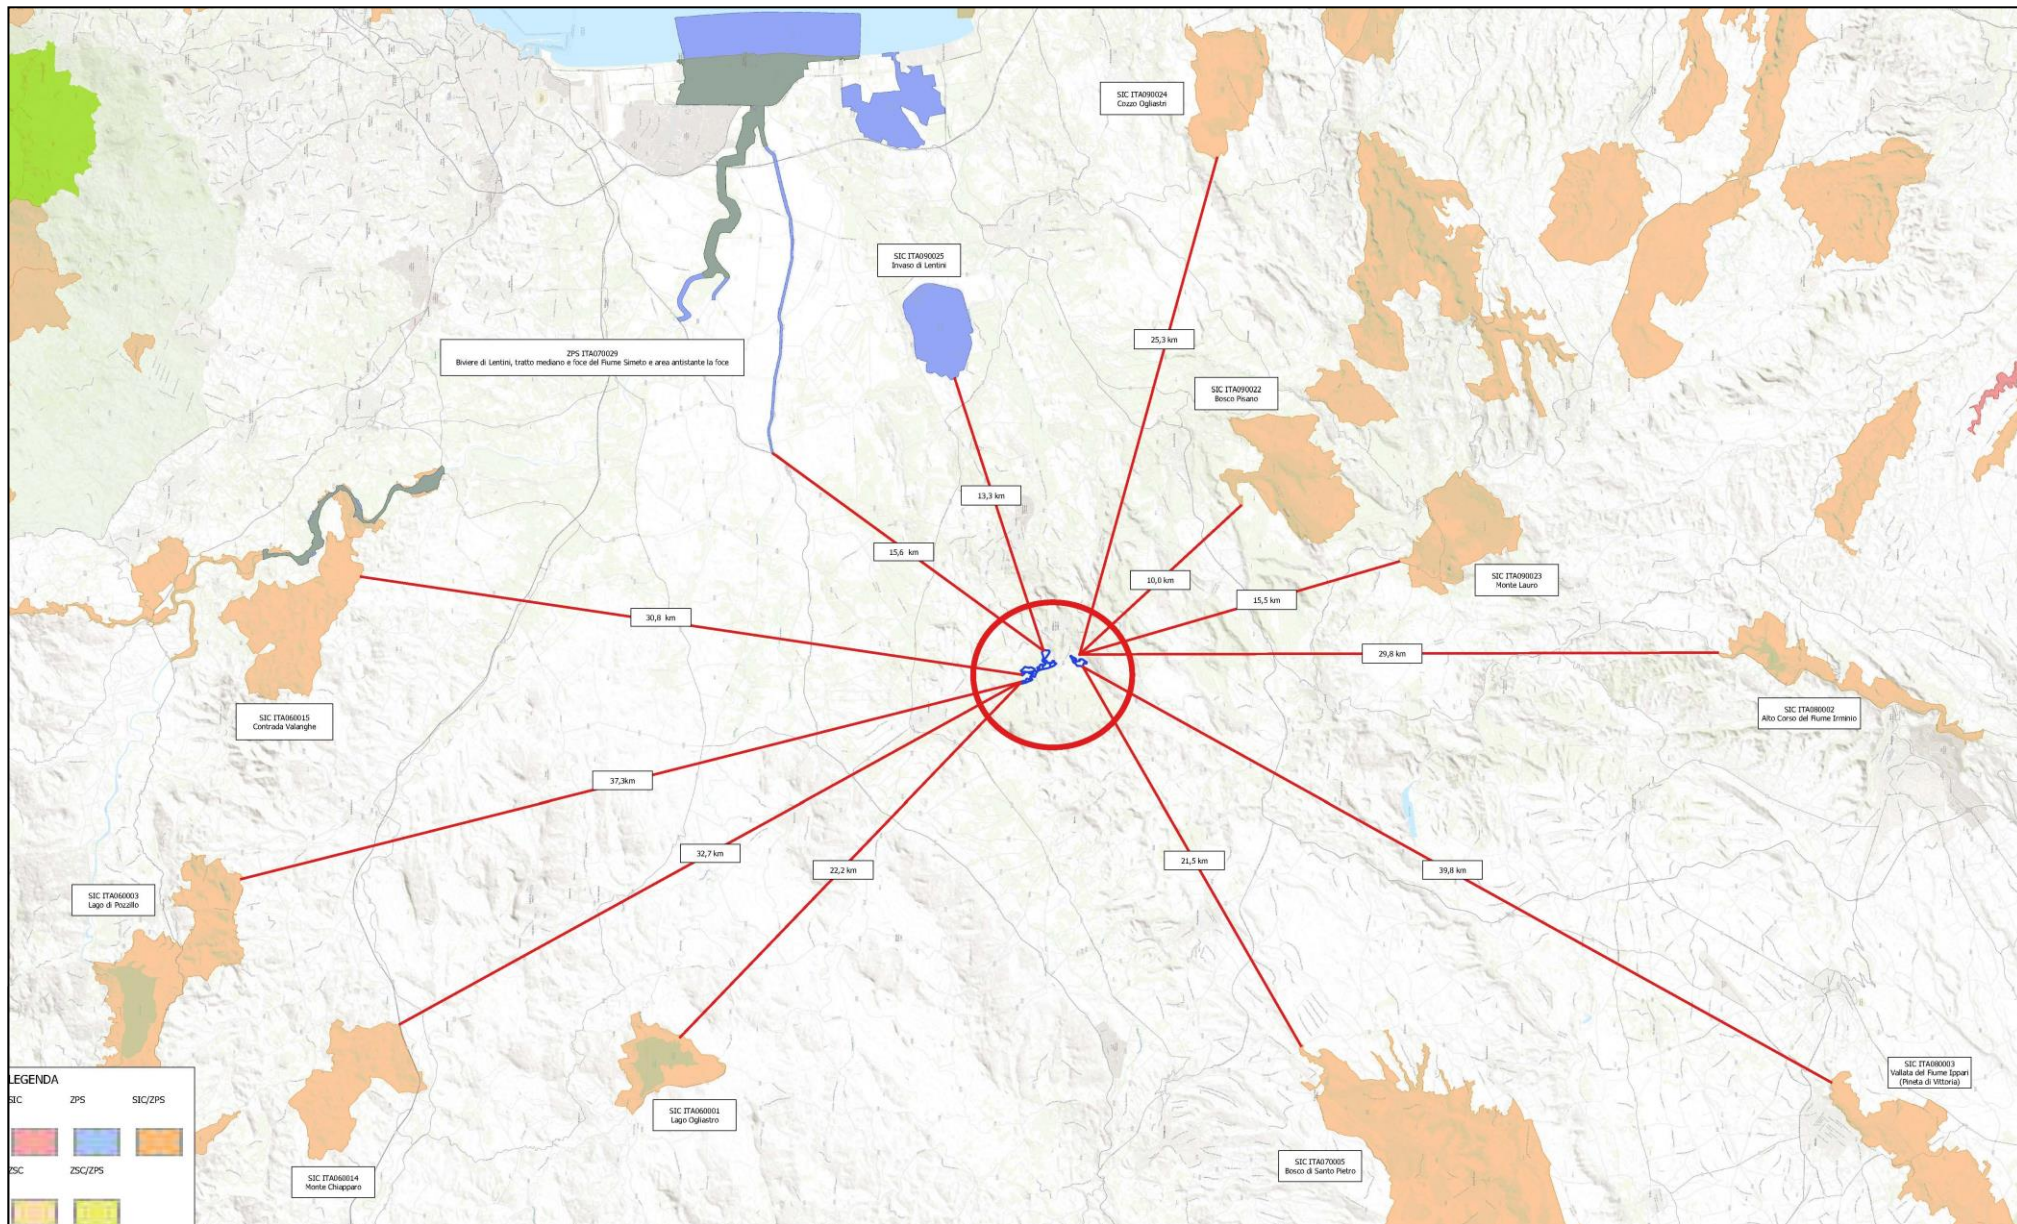 SIC ITA090024
Cozzo Ogliastri
SIC ITA090025
Invaso di Lentini
ZPS ITA070029
Biviere di Lentini, tratto mediano e foce del Fiume Simeto e area antistante la foce
25,3 km
SIC ITA090022
Bosco Pisano
13,3 km
15,6 km
10,0 km
SIC ITA090023
Monte Lauro
15,5 km
30,8 km
29,8 km
SIC ITA060015
Contrada Valanghe
SIC ITA080002
Alto Corso del Fiume Irminio
37,3km
32,7 km
22,2 km
21,5 km
39,8 km
SIC ITA060003
Lago di Pozzillo
SIC ITA080003
Vallata del Fiume Ippari
(Pineta di Vittoria)
LEGENDA
SIC
ZPS
SIC/ZPS
ZSC
ZSC/ZPS
SIC ITA060001
Lago Ogliastro
SIC ITA060014
Monte Chiapparo
SIC ITA070005
Bosco di Santo Pietro